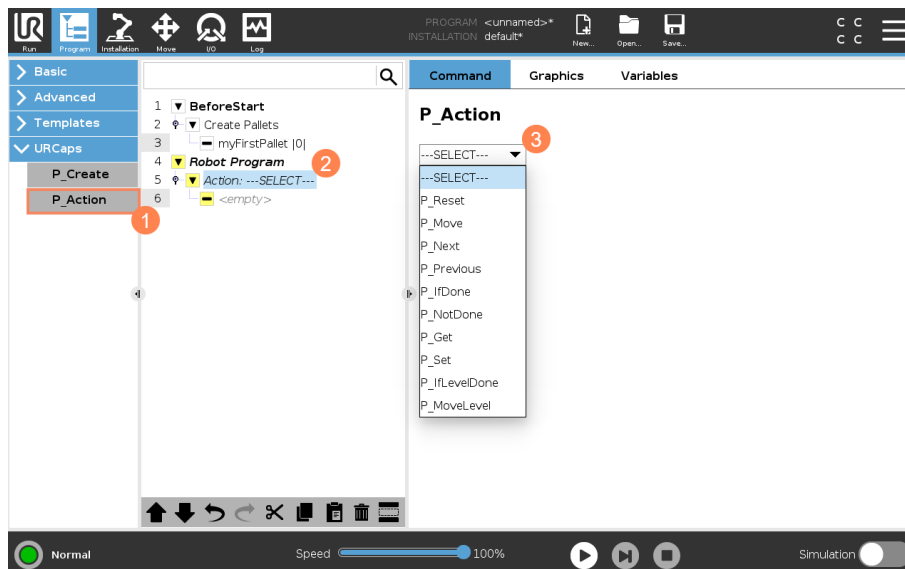 UR
PROGRAM <unnamed>*
INSTALLATION default*
C C
C C
Run Program Installation Move I/O Log New... Open... Save...
Basic
Advanced
Templates
URCaps
P_Create
P_Action
1
1 BeforeStart
2 Create Pallets
3 myFirstPallet |0|
4 Robot Program
2
5 Action: ---SELECT---
6 <empty>
Command Graphics Variables
P_Action
3
---SELECT---
---SELECT---
P_Reset
P_Move
P_Next
P_Previous
P_IfDone
P_NotDone
P_Get
P_Set
P_IfLevelDone
P_MoveLevel
Normal Speed 100% Simulation